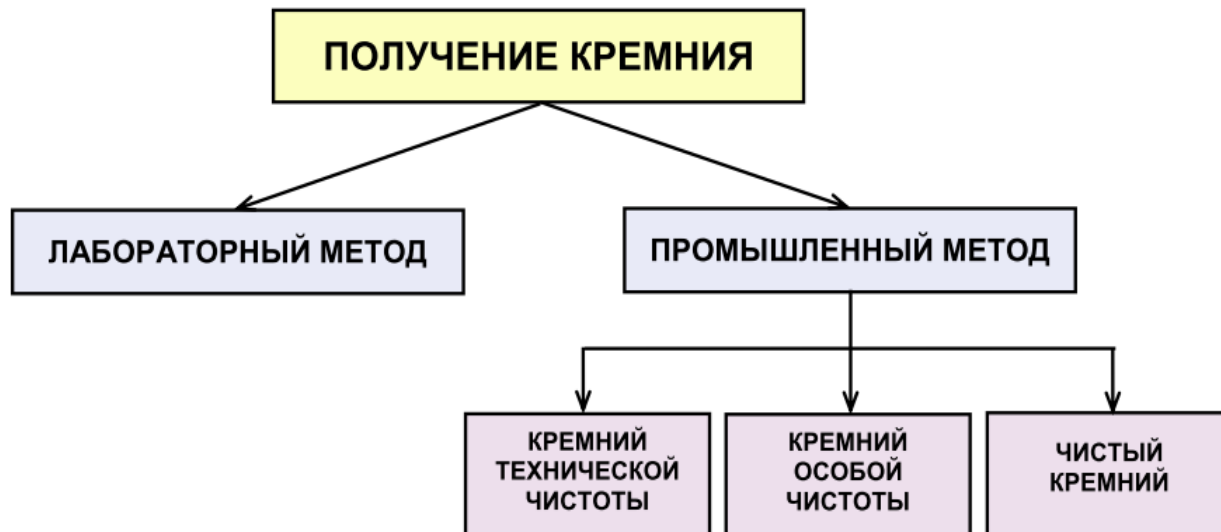 ПОЛУЧЕНИЕ КРЕМНИЯ
ЛАБОРАТОРНЫЙ МЕТОД
ПРОМЫШЛЕННЫЙ МЕТОД
КРЕМНИЙ
ТЕХНИЧЕСКОЙ
ЧИСТОТЫ
КРЕМНИЙ
ОСОБОЙ
ЧИСТОТЫ
ЧИСТЫЙ
КРЕМНИЙ